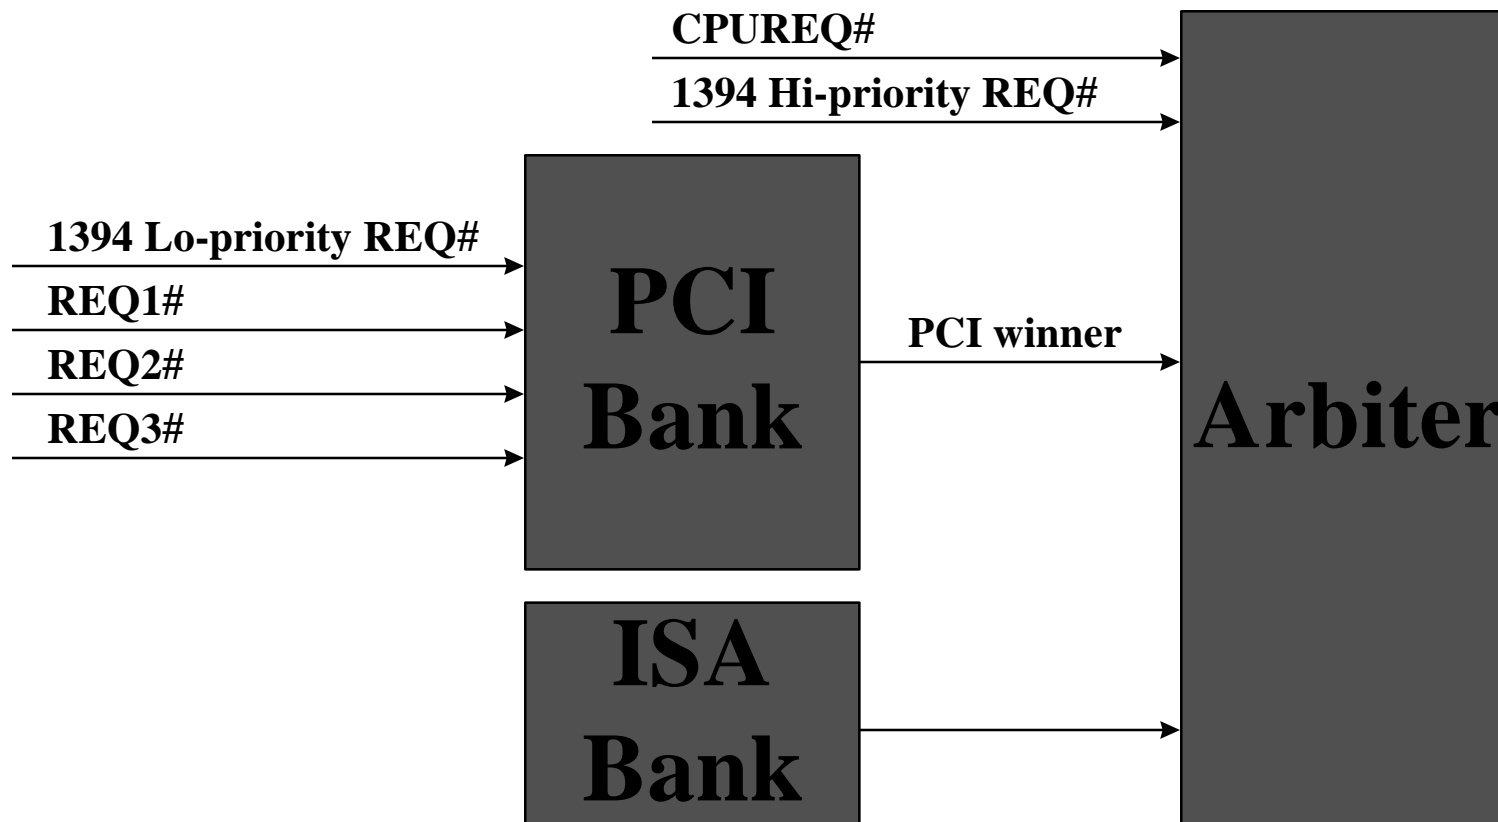 CPUREQ#
1394 Hi-priority REQ#
1394 Lo-priority REQ#
REQ1#
REQ2#
REQ3#
PCI
Bank
PCI winner
Arbiter
ISA
Bank